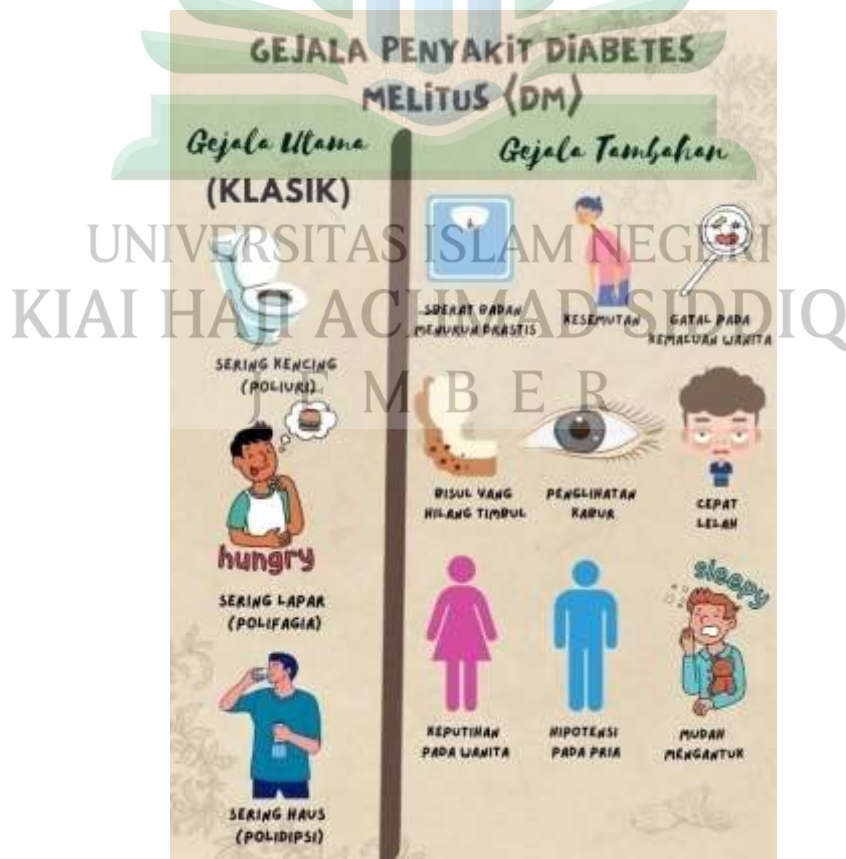 GEJALA PENYAKIT DIABETES
MELITUS (DM)
Gejala Utama
(KLASIK)
SERING KENCING
(POLIURI)
hungry
SERING LAPAR
(POLIFAGIA)
SERING HAUS
(POLIDIPSI)
Gejala Tambahan
SBERAT BADAN
MENURUN DRASTIS
KESEMUTAN
GATAL PADA
KEMALUAN WANITA
BISUL YANG
HILANG TIMBUL
PENGLIHATAN
KABUR
CEPAT
LELAH
KEPUTIHAN
PADA WANITA
HIPOTENSI
PADA PRIA
sleepy
MUDAH
MENGANTUK
UNIVERSITAS ISLAM NEGERI
KIAI HAJI ACHMAD SIDDIQ
JEMBER